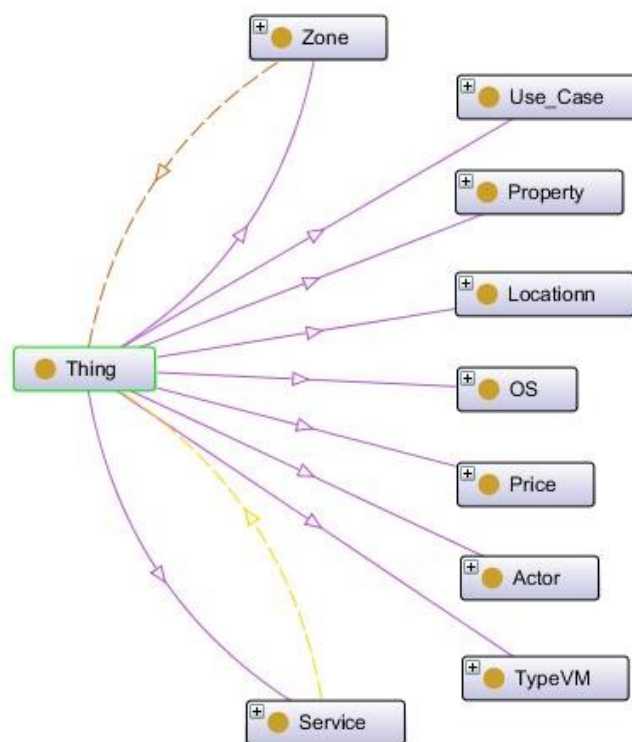 Zone
Use_Case
Property
Locationn
Thing
OS
Price
Actor
TypeVM
Service